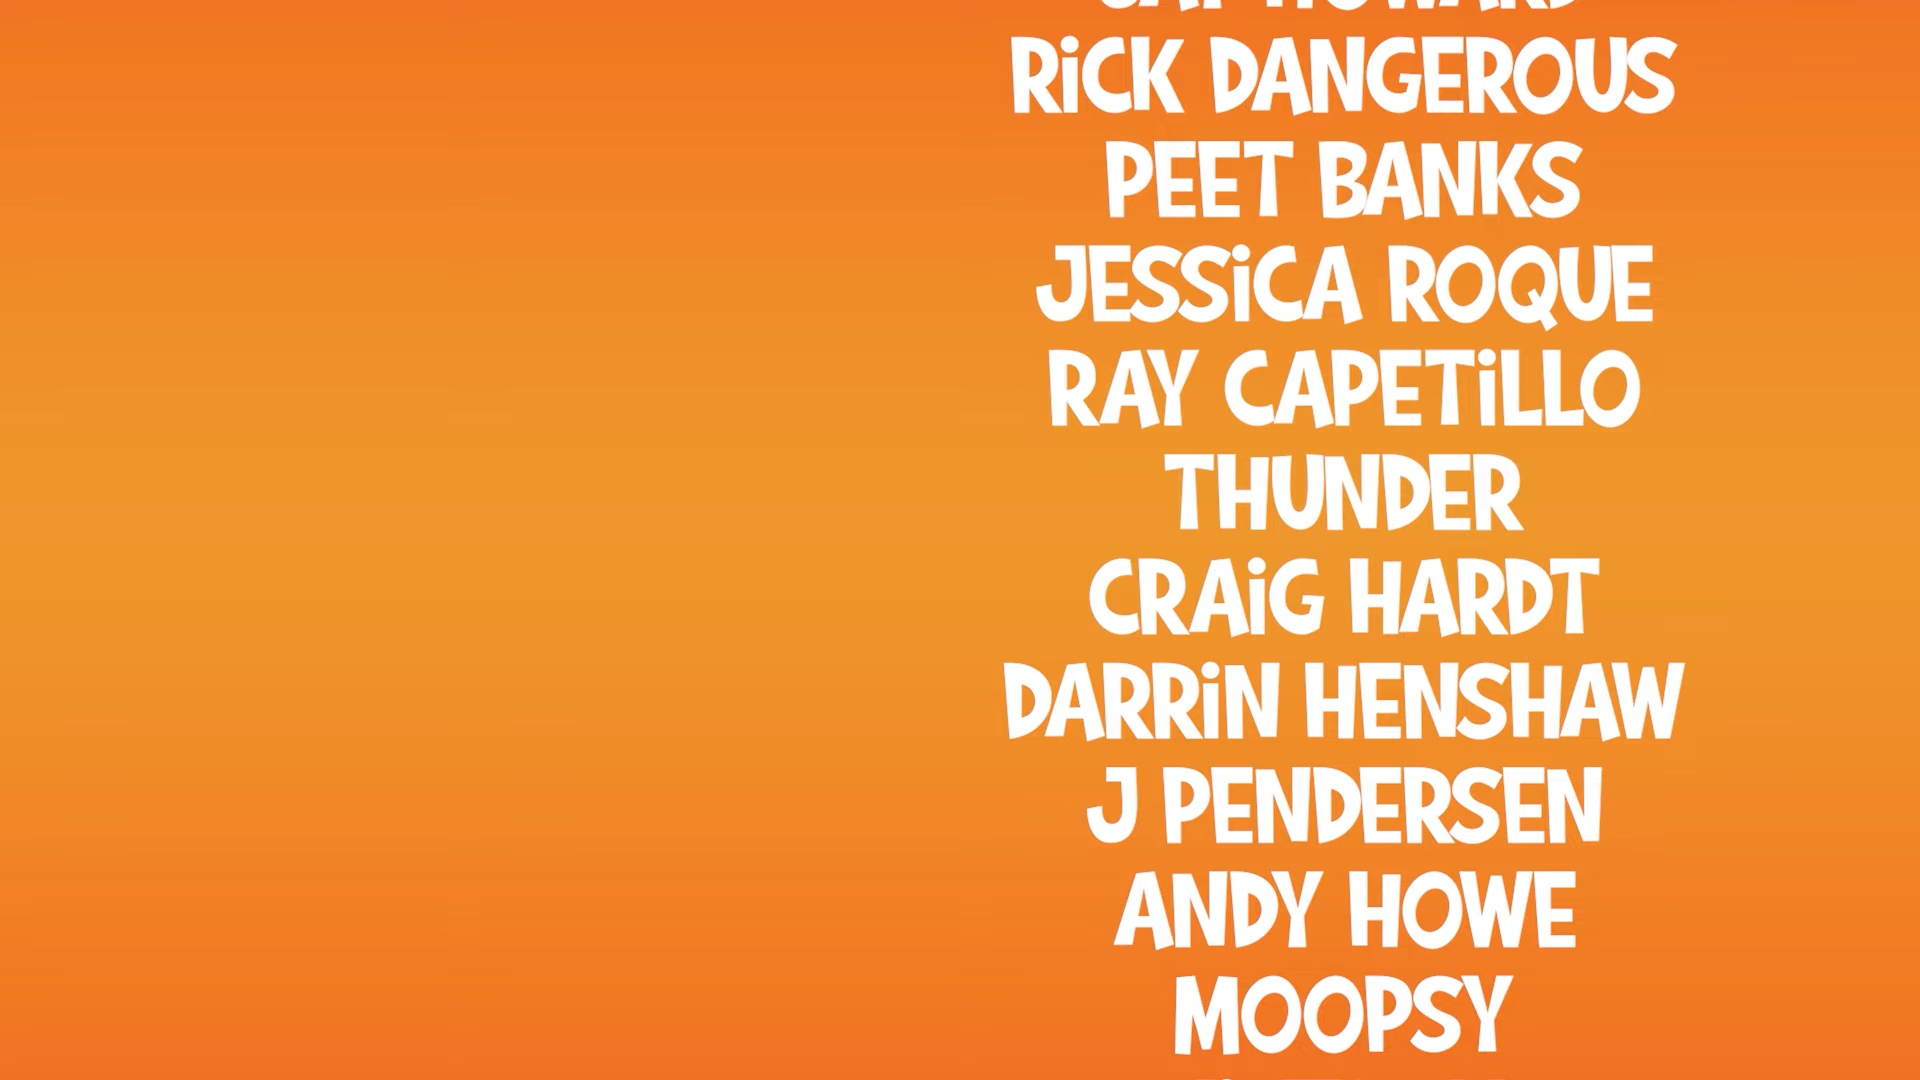 RiCK DANGEROUS
PEET BANKS
JESSiCA ROQUE
RAY CAPETiLLO
THUNDER
CRAiG HARDT
DARRiN HENSHAW
J PENDERSEN
ANDY HOWE
MOOPSY